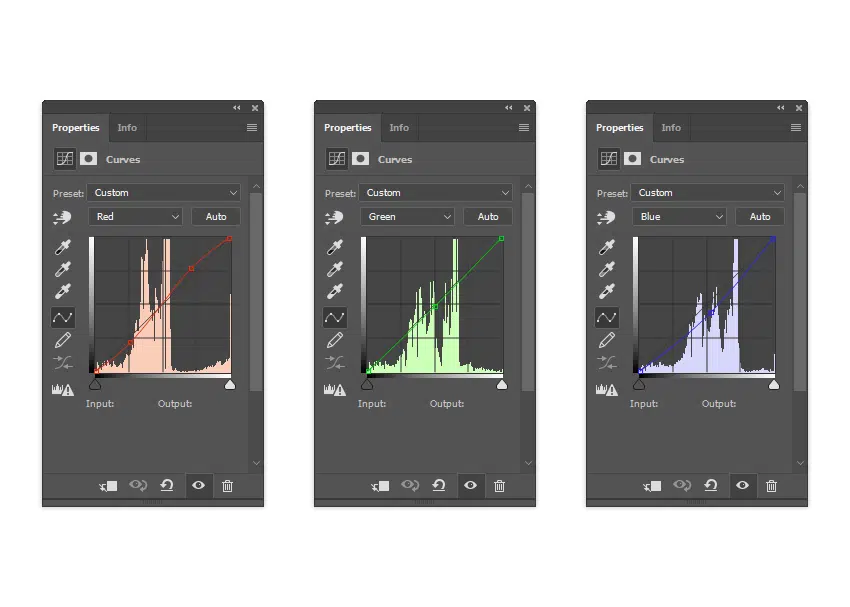 Properties Info
Curves
Preset: Custom
Red Auto
Input: Output:
Properties Info
Curves
Preset: Custom
Green Auto
Input: Output:
Properties Info
Curves
Preset: Custom
Blue Auto
Input: Output: